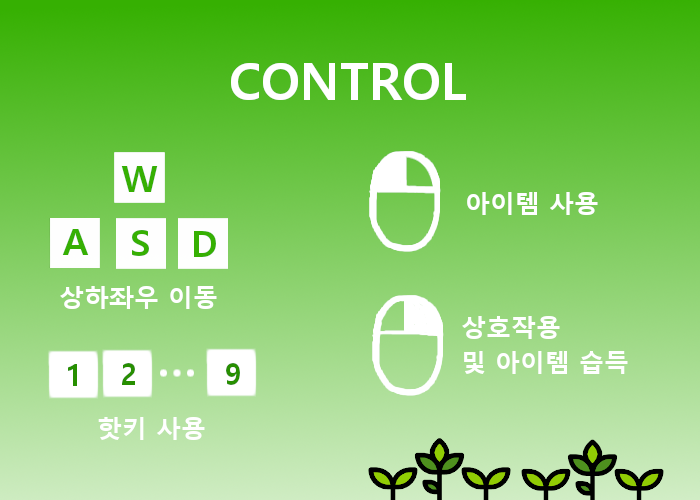 CONTROL
W
A S D
상하좌우 이동
1 2 ··· 9
핫키 사용
아이템 사용
상호작용
및 아이템 습득